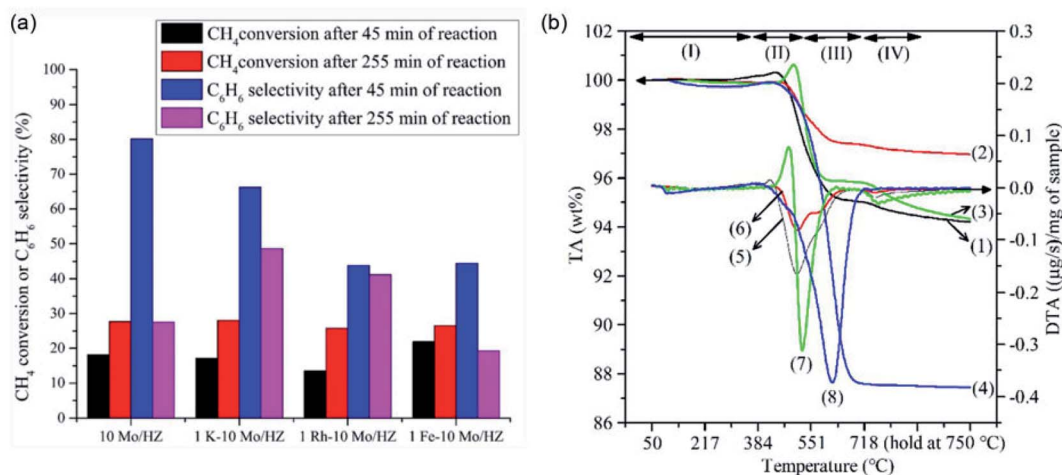 (a)
CH₄ conversion after 45 min of reaction
CH₄ conversion after 255 min of reaction
C₆H₆ selectivity after 45 min of reaction
C₆H₆ selectivity after 255 min of reaction
CH₄ conversion or C₆H₆ selectivity (%)
100
90
80
70
60
50
40
30
20
10
0
10 Mo/HZ
1 K-10 Mo/HZ
1 Rh-10 Mo/HZ
1 Fe-10 Mo/HZ
(b)
(I)
(II)
(III)
(IV)
TA (wt%)
102
100
98
96
94
92
90
88
86
DTA ((μg/s)/mg of sample)
0.3
0.2
0.1
0.0
-0.1
-0.2
-0.3
-0.4
(2)
(3)
(1)
(6)
(5)
(7)
(8)
(4)
50
217
384
551
718 (hold at 750 °C)
Temperature (°C)